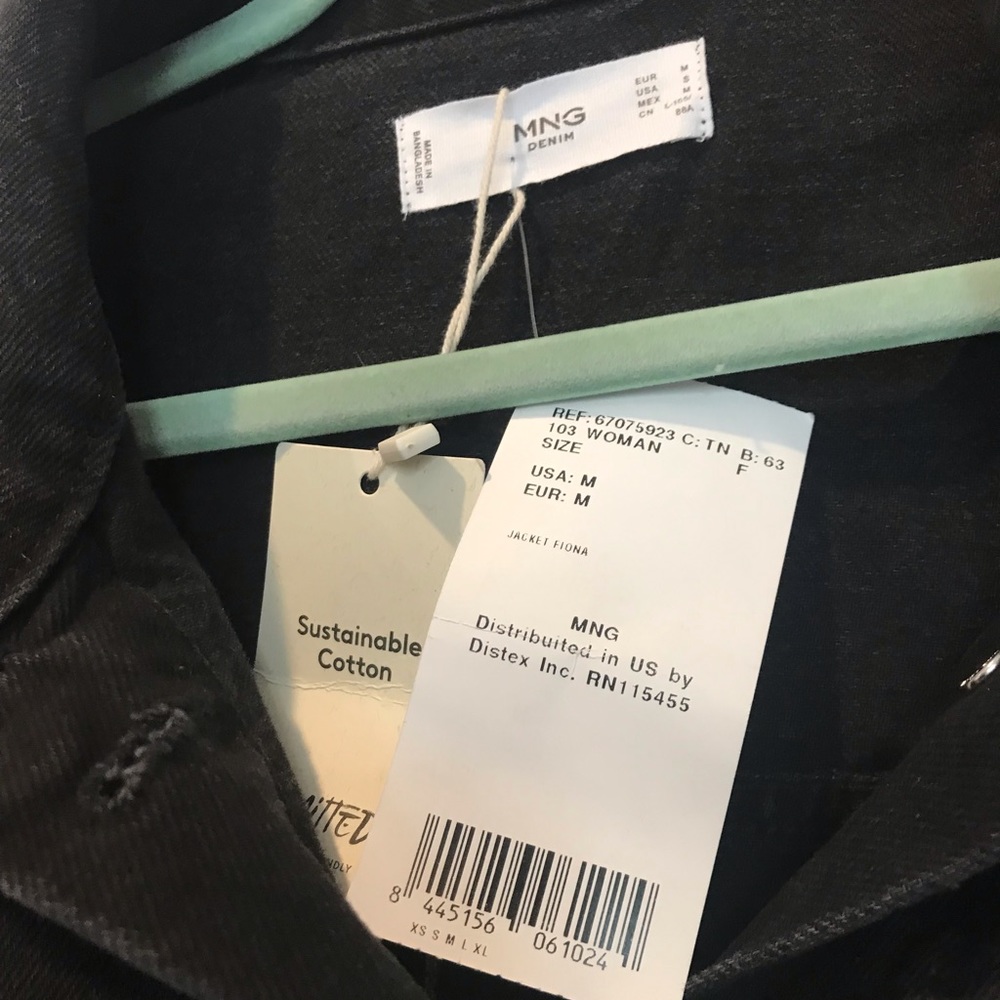 MNG
DENIM
MADE IN
BANGLADESH
EUR M
USA S
MEX M
CN
REF: 67075923 C: TN B: 63
103 WOMAN F
SIZE
USA: M
EUR: M
JACKET FIONA
MNG
Distribuited in US by
Distex Inc. RN115455
8 445156 061024
XS S M L XL
Sustainable
Cotton